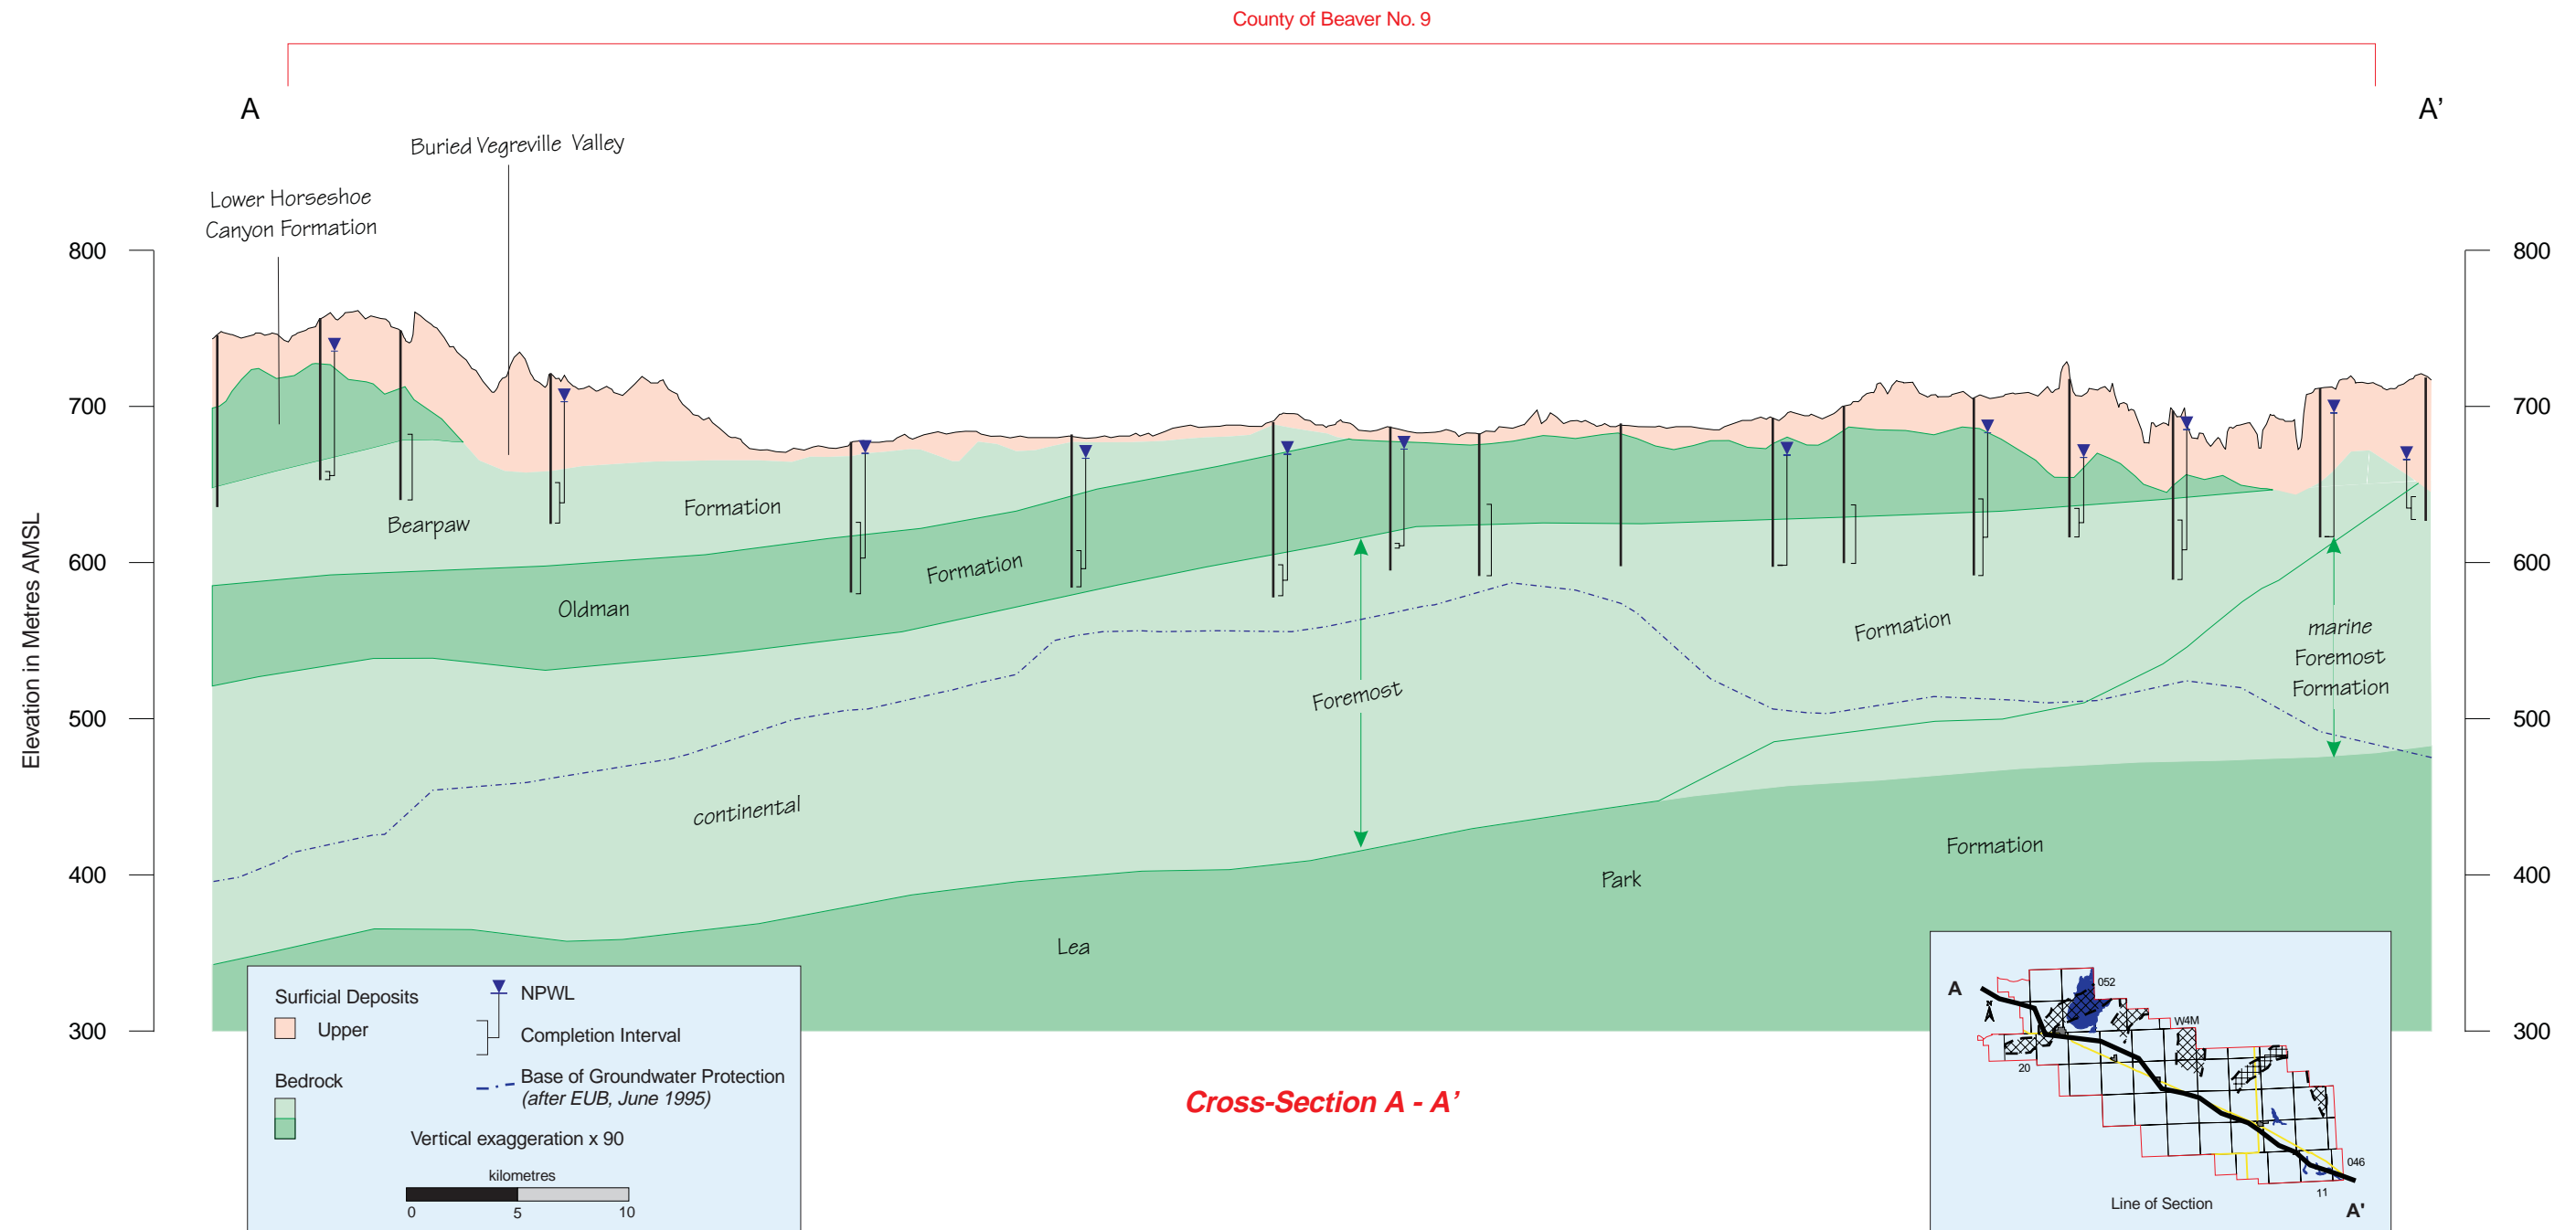 County of Beaver No. 9
A
A’
Buried Vegreville Valley
Lower Horseshoe
Canyon Formation
Elevation in Metres AMSL
800
700
600
500
400
300
800
700
600
500
400
300
Bearpaw
Formation
Oldman
Formation
continental
Foremost
Formation
marine
Foremost
Formation
Lea
Park
Formation
Surficial Deposits
Upper
Bedrock
NPWL
Completion Interval
Base of Groundwater Protection
(after EUB, June 1995)
Vertical exaggeration x 90
kilometres
0
5
10
Cross-Section A - A’
A
N
052
W4M
20
046
11
Line of Section
A'